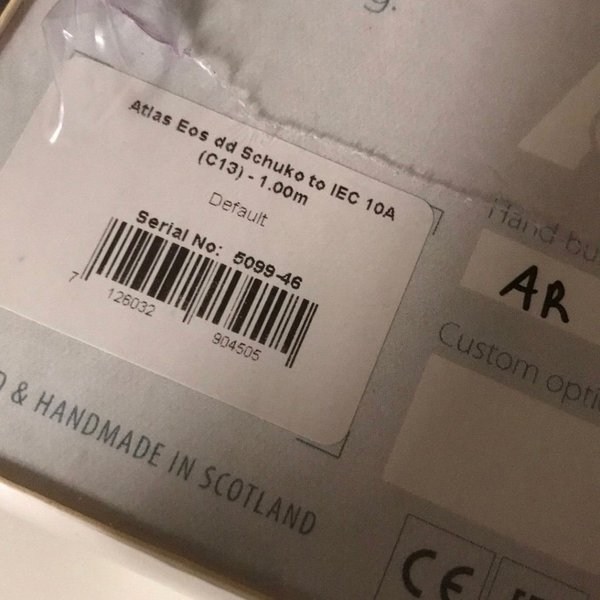 Atlas Eos dd Schuko to IEC 10A
(C13) - 1.00m
Default
Serial No: 5099-46
7 126032 904505
Hand-bu
AR
Custom opti
& HANDMADE IN SCOTLAND
CE